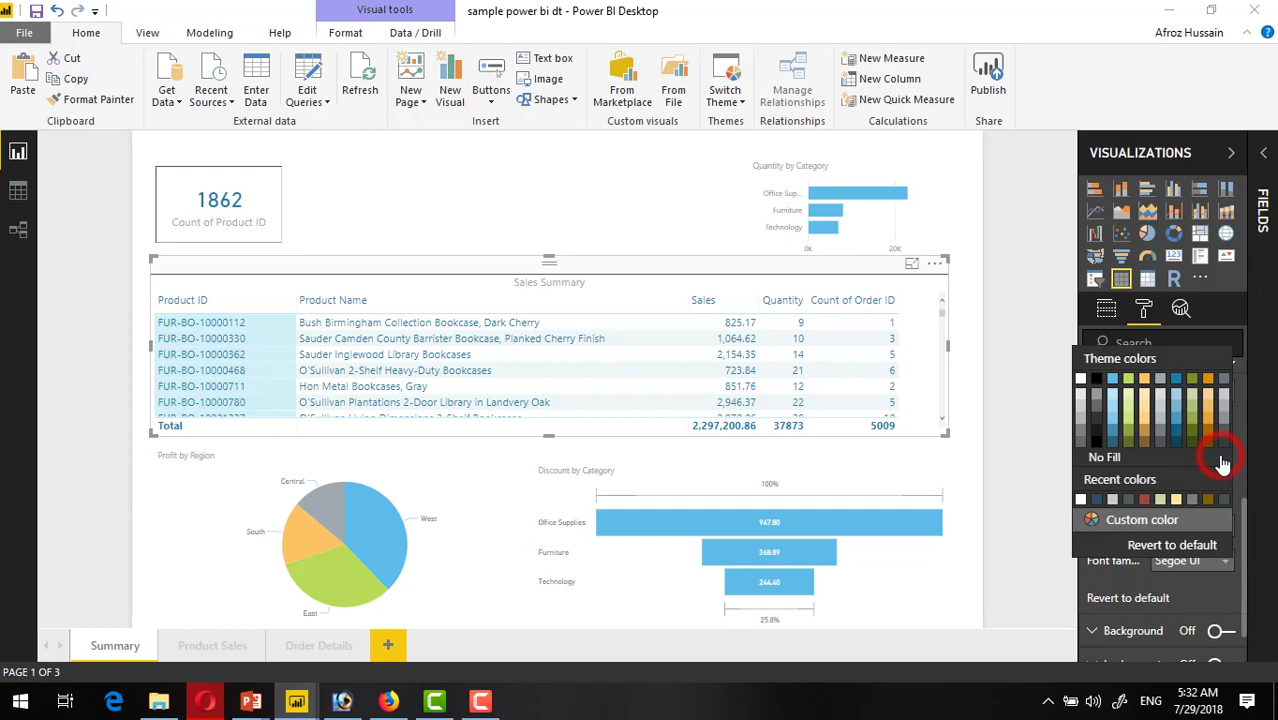 Visual tools
sample power bi dt - Power BI Desktop
File
Home
View
Modeling
Help
Format
Data / Drill
Afroz Hussain
Paste
Cut
Copy
Format Painter
Clipboard
Get Data
Recent Sources
Enter Data
Edit Queries
Refresh
External data
New Page
New Visual
Buttons
Text box
Image
Shapes
Insert
From Marketplace
From File
Custom visuals
Switch Theme
Themes
Manage Relationships
Relationships
New Measure
New Column
New Quick Measure
Calculations
Publish
Share
1862
Count of Product ID
Quantity by Category
Office Sup...
Furniture
Technology
0K 20K
Sales Summary
Product ID Product Name Sales Quantity Count of Order ID
FUR-BO-10000112 Bush Birmingham Collection Bookcase, Dark Cherry 825.17 9 1
FUR-BO-10000330 Sauder Camden County Barrister Bookcase, Planked Cherry Finish 1,064.62 10 3
FUR-BO-10000362 Sauder Inglewood Library Bookcases 2,154.35 14 5
FUR-BO-10000468 O'Sullivan 2-Shelf Heavy-Duty Bookcases 723.84 21 6
FUR-BO-10000711 Hon Metal Bookcases, Gray 851.76 12 2
FUR-BO-10000780 O'Sullivan Plantations 2-Door Library in Landvery Oak 2,946.37 22 5
Total 2,297,200.86 37873 5009
Profit by Region
Central
South
West
East
Discount by Category
100%
Office Supplies 947.80
Furniture 368.89
Technology 244.40
25.8%
VISUALIZATIONS
FIELDS
R
Search
Theme colors
No Fill
Recent colors
Custom color
Revert to default
Font fam... Segoe UI
Revert to default
Background Off
Summary
Product Sales
Order Details
PAGE 1 OF 3
ENG
5:32 AM
7/29/2018